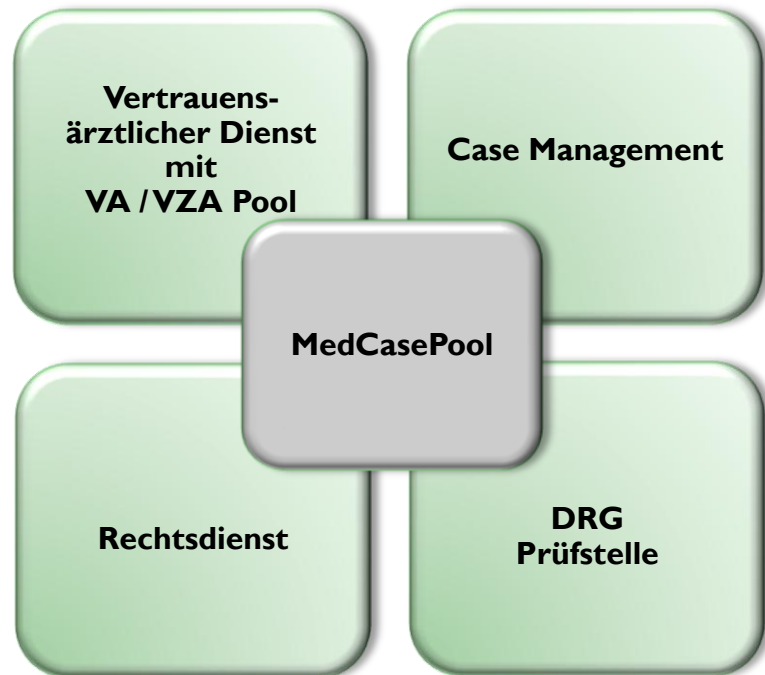 Vertrauens-
ärztlicher Dienst
mit
VA / VZA Pool
Case Management
MedCasePool
Rechtsdienst
DRG
Prüfstelle